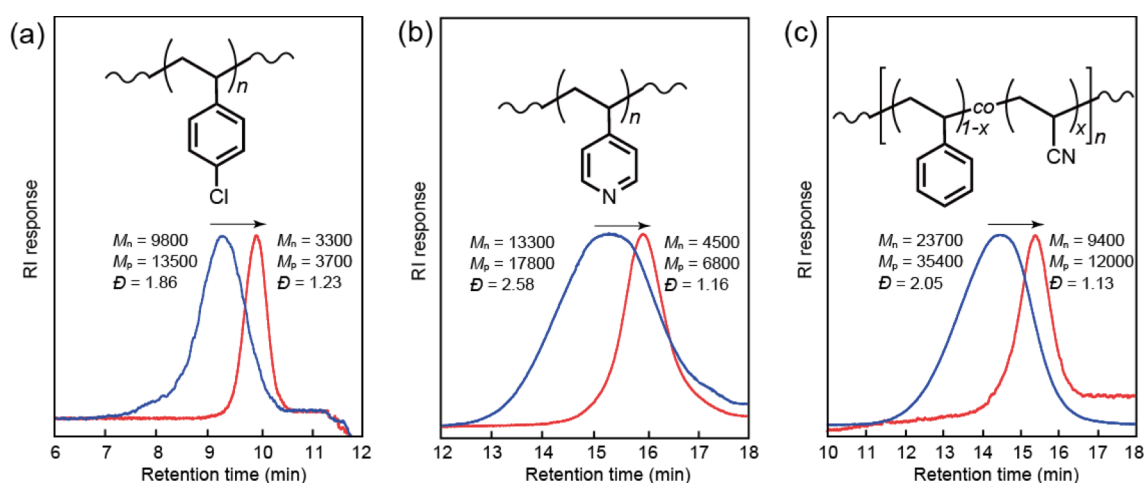 (a)
n
Cl
RI response
Mn = 9800
Mp = 13500
Đ = 1.86
Mn = 3300
Mp = 3700
Đ = 1.23
6 7 8 9 10 11 12
Retention time (min)
(b)
n
N
RI response
Mn = 13300
Mp = 17800
Đ = 2.58
Mn = 4500
Mp = 6800
Đ = 1.16
12 13 14 15 16 17 18
Retention time (min)
(c)
co
1-x
x
n
CN
RI response
Mn = 23700
Mp = 35400
Đ = 2.05
Mn = 9400
Mp = 12000
Đ = 1.13
10 11 12 13 14 15 16 17 18
Retention time (min)